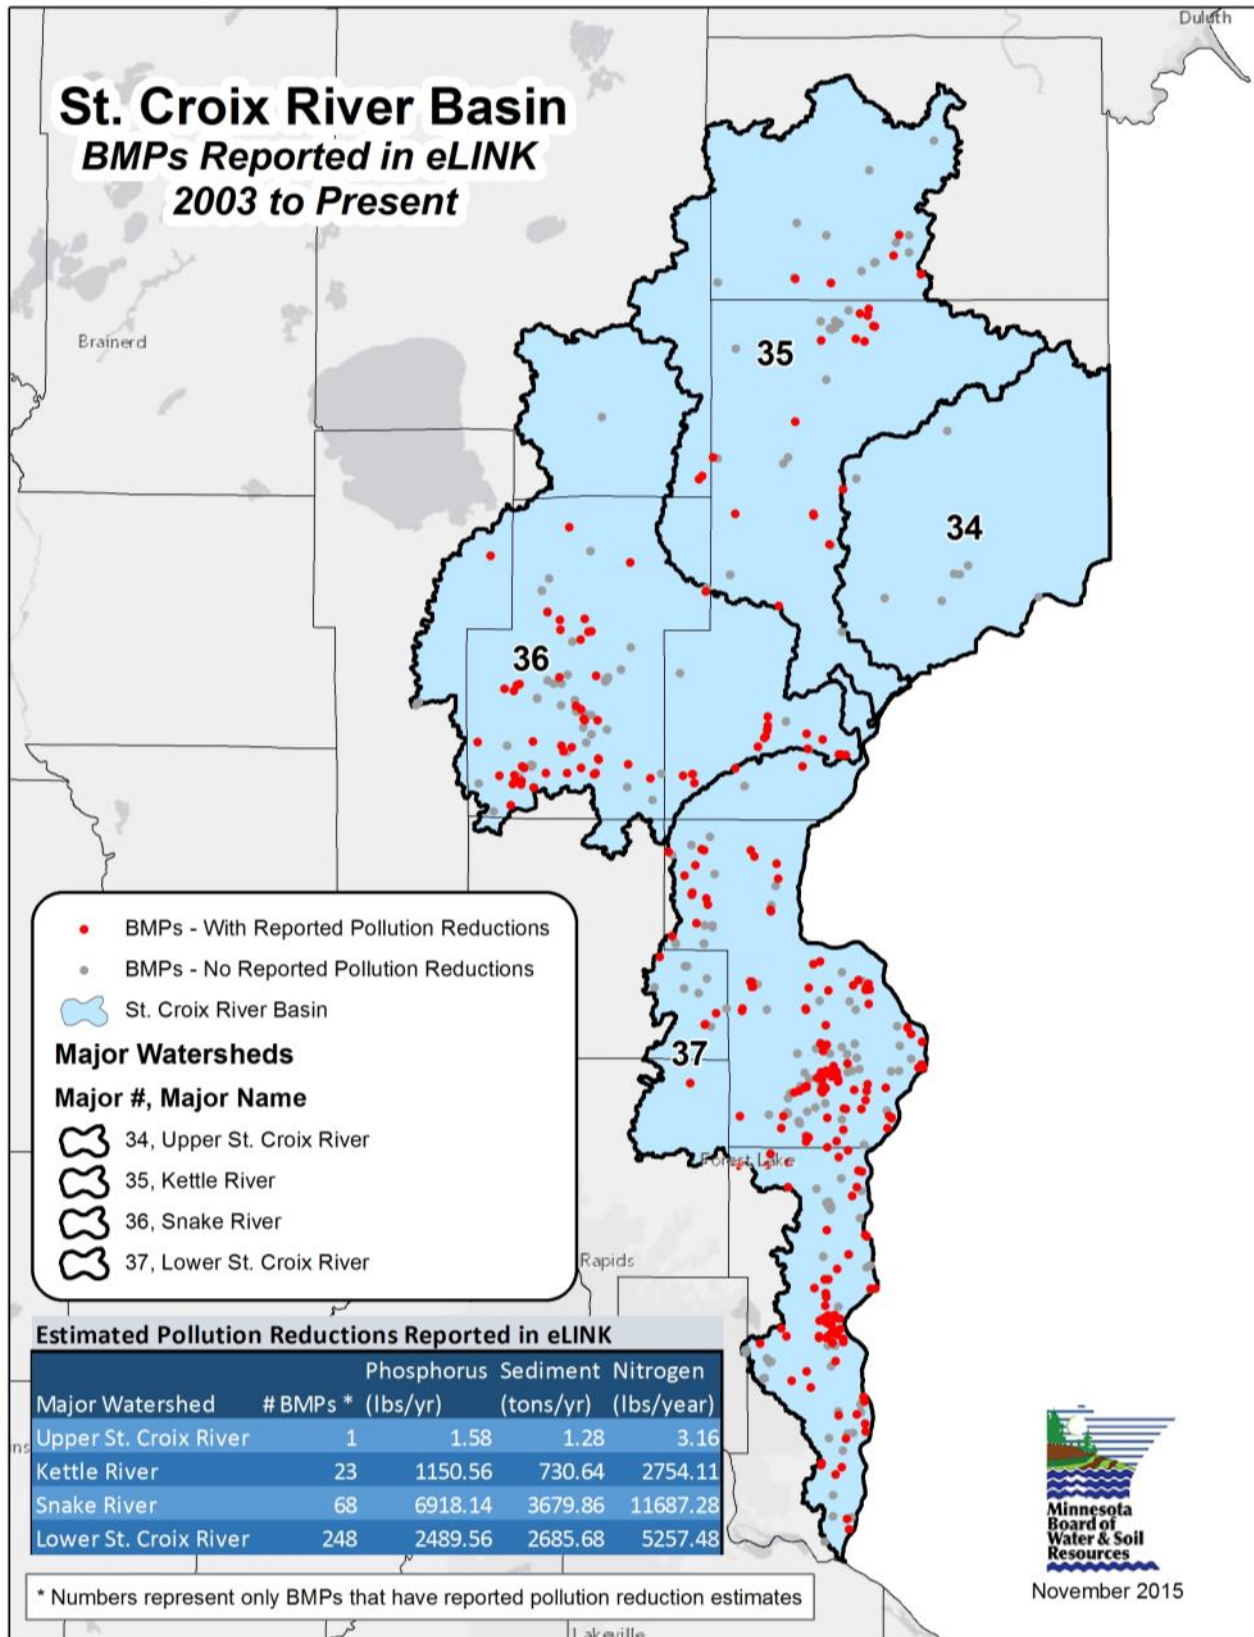 Duluth
St. Croix River Basin
BMPs Reported in eLINK
2003 to Present
Brainerd
35
34
36
37
Forest Lake
BMPs - With Reported Pollution Reductions
BMPs - No Reported Pollution Reductions
St. Croix River Basin
Major Watersheds
Major #, Major Name
34, Upper St. Croix River
35, Kettle River
36, Snake River
37, Lower St. Croix River
Rapids
Estimated Pollution Reductions Reported in eLINK
Phosphorus Sediment Nitrogen
Major Watershed # BMPs * (lbs/yr) (tons/yr) (lbs/year)
Upper St. Croix River 1 1.58 1.28 3.16
Kettle River 23 1150.56 730.64 2754.11
Snake River 68 6918.14 3679.86 11687.28
Lower St. Croix River 248 2489.56 2685.68 5257.48
* Numbers represent only BMPs that have reported pollution reduction estimates
Minnesota
Board of
Water & Soil
Resources
November 2015
Lakeville